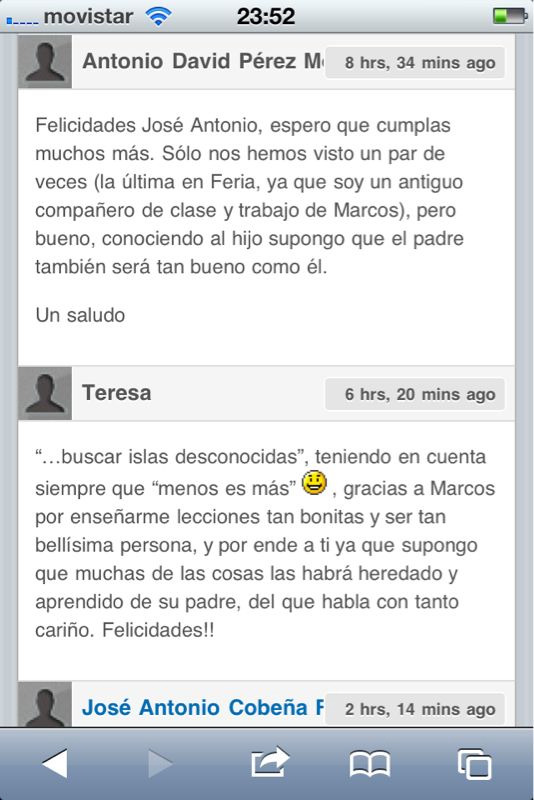 movistar 23:52
Antonio David Pérez M 8 hrs, 34 mins ago
Felicidades José Antonio, espero que cumplas
muchos más. Sólo nos hemos visto un par de
veces (la última en Feria, ya que soy un antiguo
compañero de clase y trabajo de Marcos), pero
bueno, conociendo al hijo supongo que el padre
también será tan bueno como él.
Un saludo
Teresa 6 hrs, 20 mins ago
“…buscar islas desconocidas”, teniendo en cuenta
siempre que “menos es más” , gracias a Marcos
por enseñarme lecciones tan bonitas y ser tan
bellísima persona, y por ende a ti ya que supongo
que muchas de las cosas las habrá heredado y
aprendido de su padre, del que habla con tanto
cariño. Felicidades!!
José Antonio Cobeña F 2 hrs, 14 mins ago